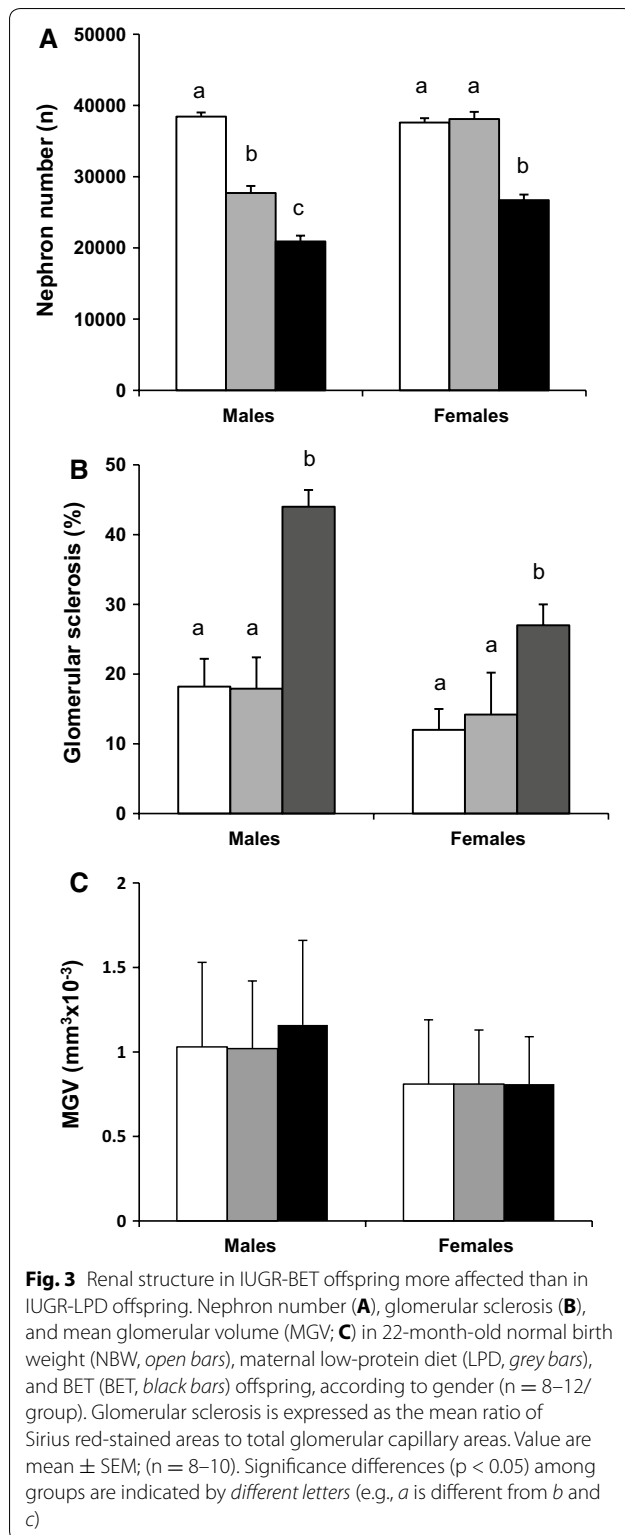 A
50000
40000
30000
20000
10000
0
Nephron number (n)
a
b
c
a
a
b
Males
Females
B
50
40
30
20
10
0
Glomerular sclerosis (%)
a
a
b
a
a
b
Males
Females
C
2
1.5
1
0.5
0
MGV (mm³x10⁻³)
Males
Females
Fig. 3 Renal structure in IUGR-BET offspring more affected than in
IUGR-LPD offspring. Nephron number (A), glomerular sclerosis (B),
and mean glomerular volume (MGV; C) in 22-month-old normal birth
weight (NBW, open bars), maternal low-protein diet (LPD, grey bars),
and BET (BET, black bars) offspring, according to gender (n = 8–12/
group). Glomerular sclerosis is expressed as the mean ratio of
Sirius red-stained areas to total glomerular capillary areas. Value are
mean ± SEM; (n = 8–10). Significance differences (p < 0.05) among
groups are indicated by different letters (e.g., a is different from b and
c)